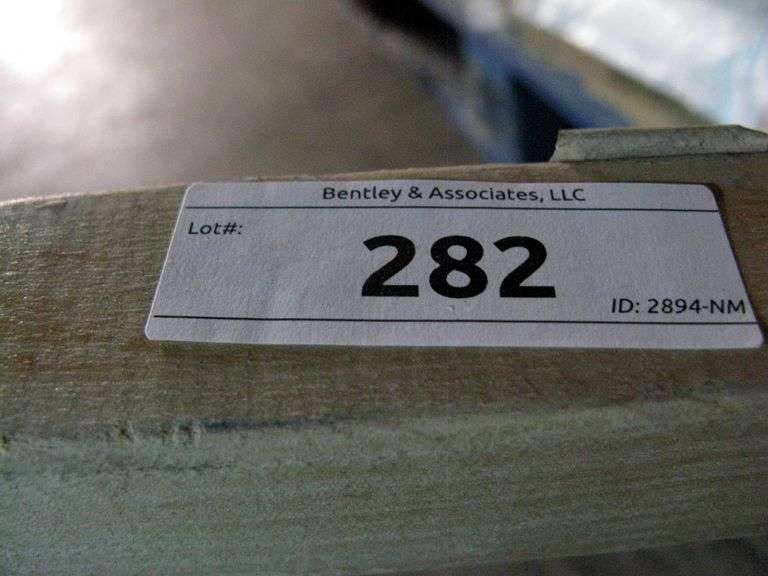 Bentley & Associates, LLC
Lot#:
282
ID: 2894-NM